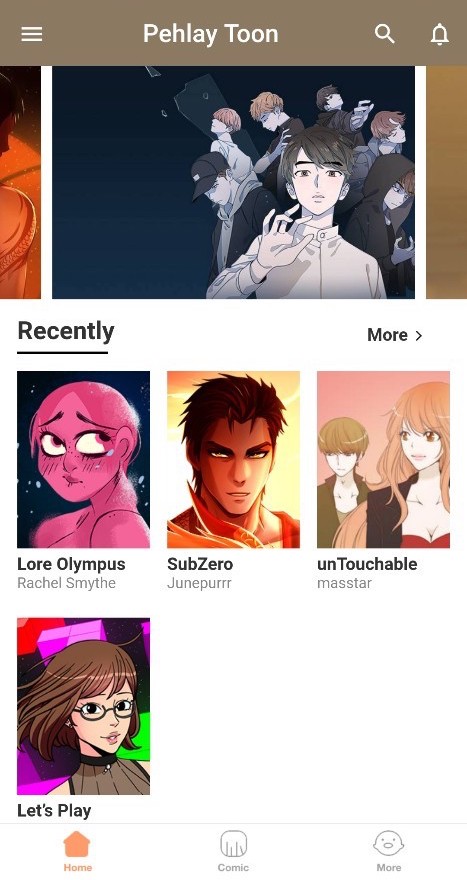 Pehlay Toon
Recently
More
Lore Olympus
Rachel Smythe
SubZero
Junepurrr
unTouchable
masstar
Let's Play
Home
Comic
More